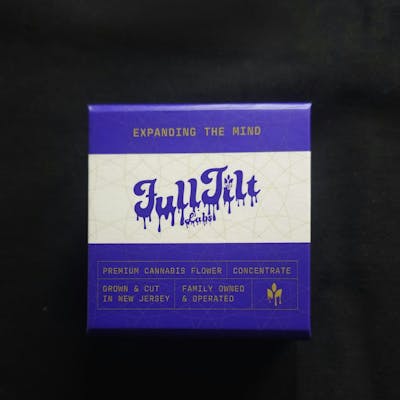 EXPANDING THE MIND
FullTilt
Labs
PREMIUM CANNABIS FLOWER CONCENTRATE
GROWN & CUT FAMILY OWNED
IN NEW JERSEY & OPERATED